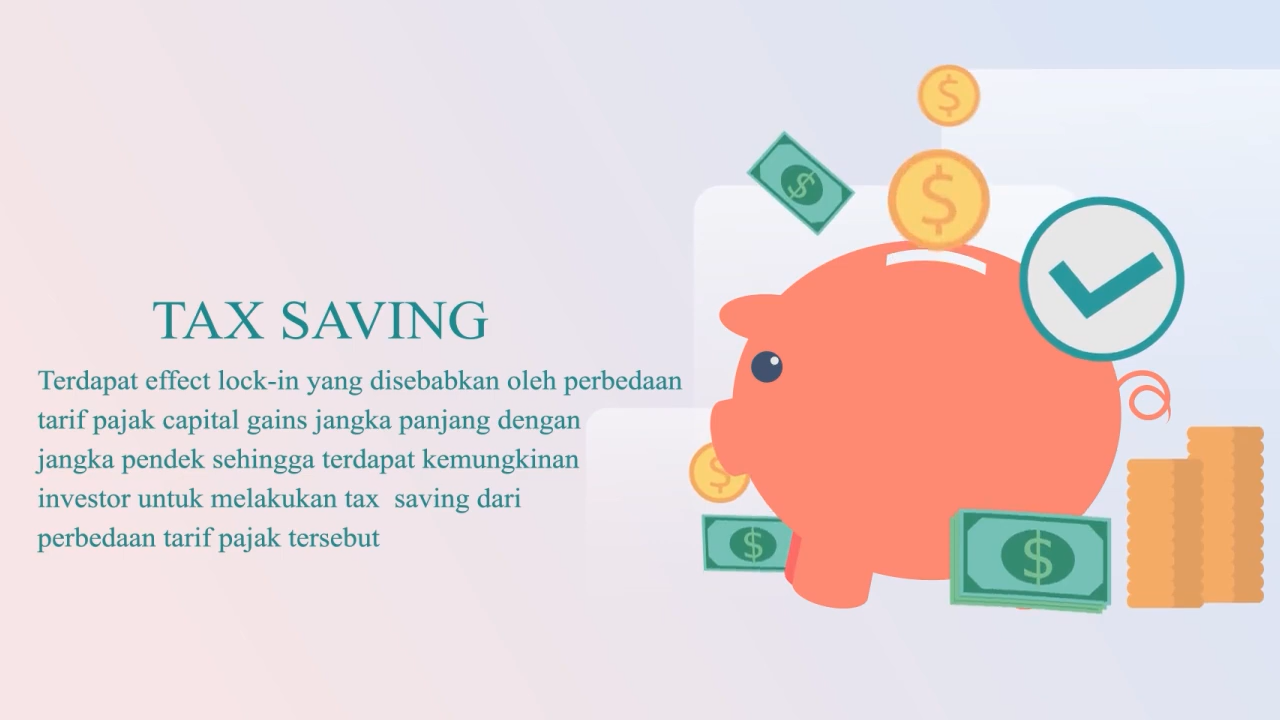 TAX SAVING
Terdapat effect lock-in yang disebabkan oleh perbedaan
tarif pajak capital gains jangka panjang dengan
jangka pendek sehingga terdapat kemungkinan
investor untuk melakukan tax  saving dari
perbedaan tarif pajak tersebut
$
$
$
$
$
$